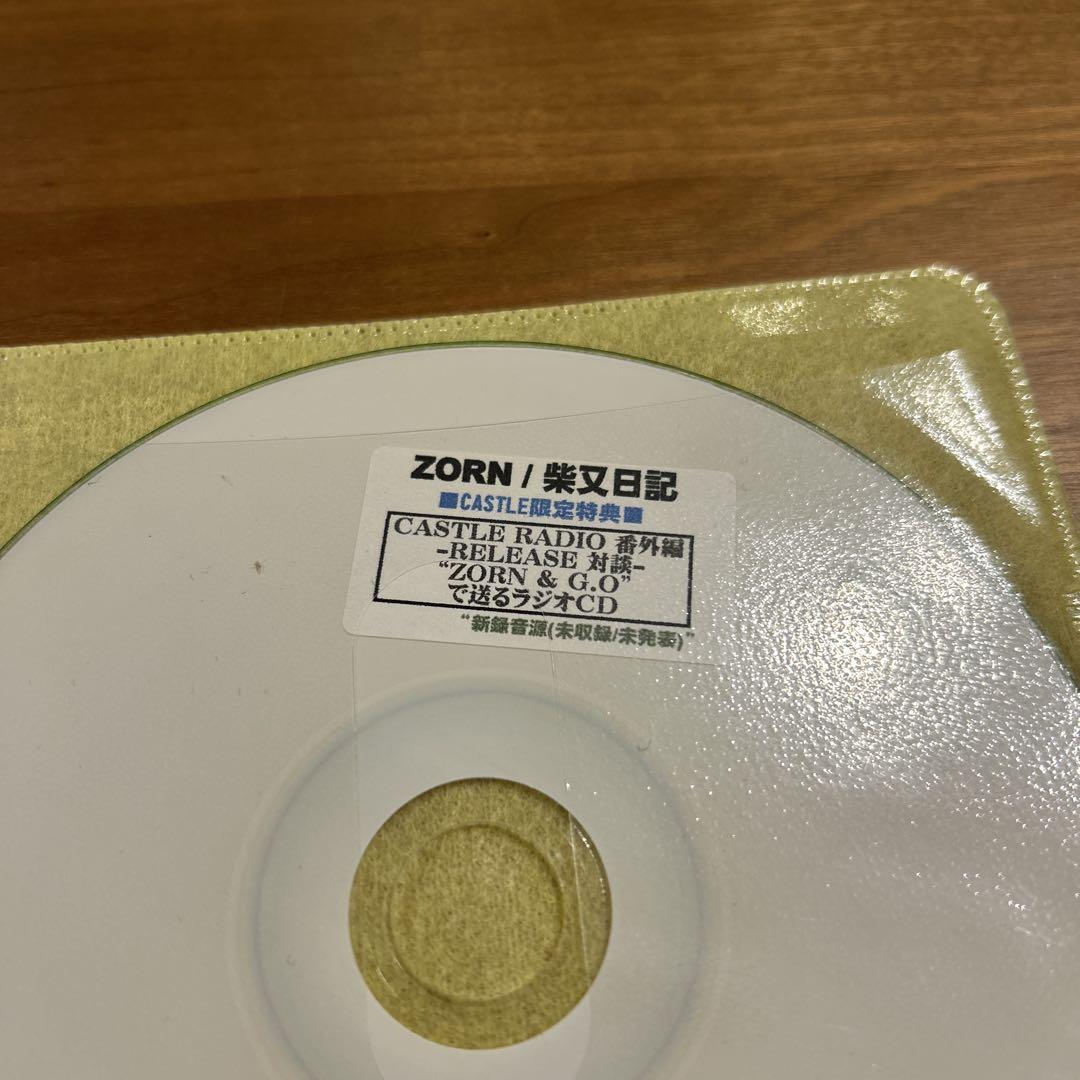 ZORN / 柴又日記
■CASTLE限定特典■
CASTLE RADIO 番外編
-RELEASE 対談-
“ZORN & G.O”
で送るラジオCD
“新録音源(未収録/未発表)”